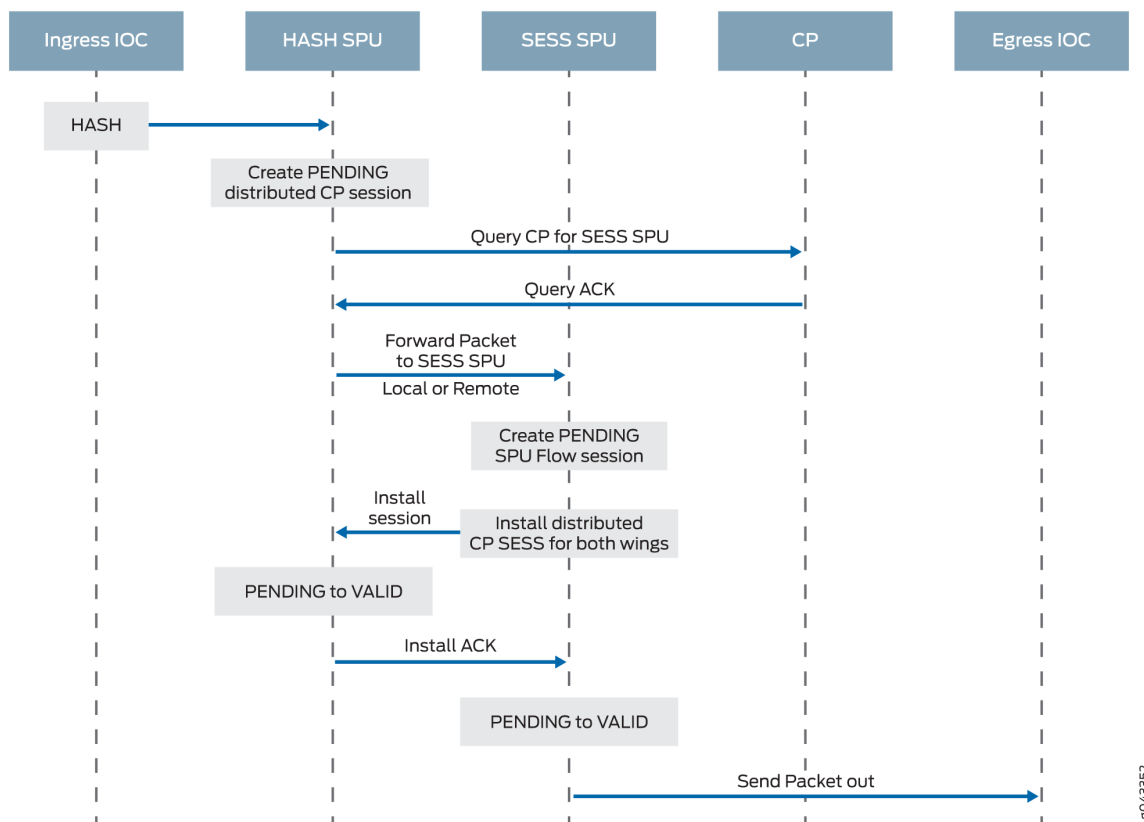 Ingress IOC
HASH SPU
SESS SPU
CP
Egress IOC
HASH
Create PENDING
distributed CP session
Query CP for SESS SPU
Query ACK
Forward Packet
to SESS SPU
Local or Remote
Create PENDING
SPU Flow session
Install
session
Install distributed
CP SESS for both wings
PENDING to VALID
Install ACK
PENDING to VALID
Send Packet out
g043352